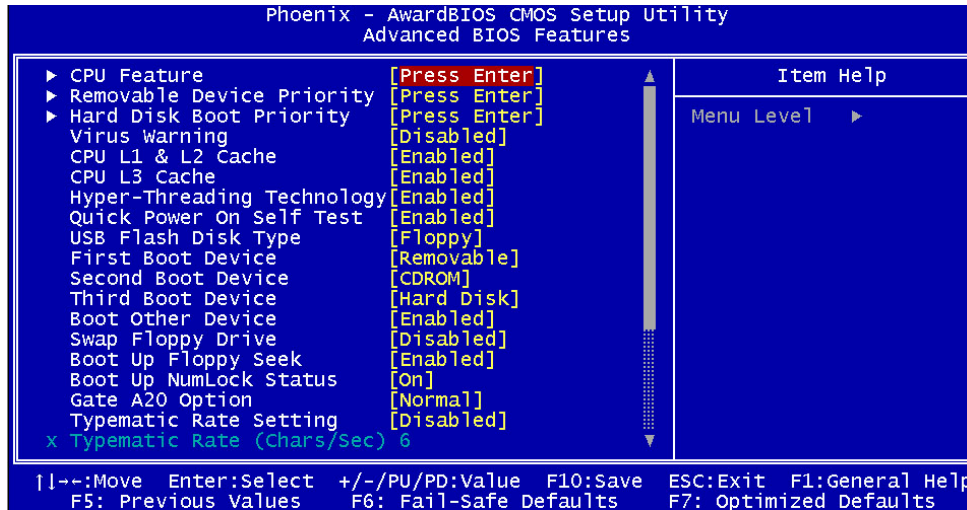 Phoenix - AwardBIOS CMOS Setup Utility
Advanced BIOS Features
▶ CPU Feature [Press Enter]
▶ Removable Device Priority [Press Enter]
▶ Hard Disk Boot Priority [Press Enter]
Virus Warning [Disabled]
CPU L1 & L2 Cache [Enabled]
CPU L3 Cache [Enabled]
Hyper-Threading Technology[Enabled]
Quick Power On Self Test [Enabled]
USB Flash Disk Type [Floppy]
First Boot Device [Removable]
Second Boot Device [CDROM]
Third Boot Device [Hard Disk]
Boot Other Device [Enabled]
Swap Floppy Drive [Disabled]
Boot Up Floppy Seek [Enabled]
Boot Up NumLock Status [On]
Gate A20 Option [Normal]
Typematic Rate Setting [Disabled]
x Typematic Rate (Chars/Sec) 6
Item Help
Menu Level ▶
↑↓→←:Move Enter:Select +/-/PU/PD:Value F10:Save ESC:Exit F1:General Help
F5: Previous Values F6: Fail-Safe Defaults F7: Optimized Defaults